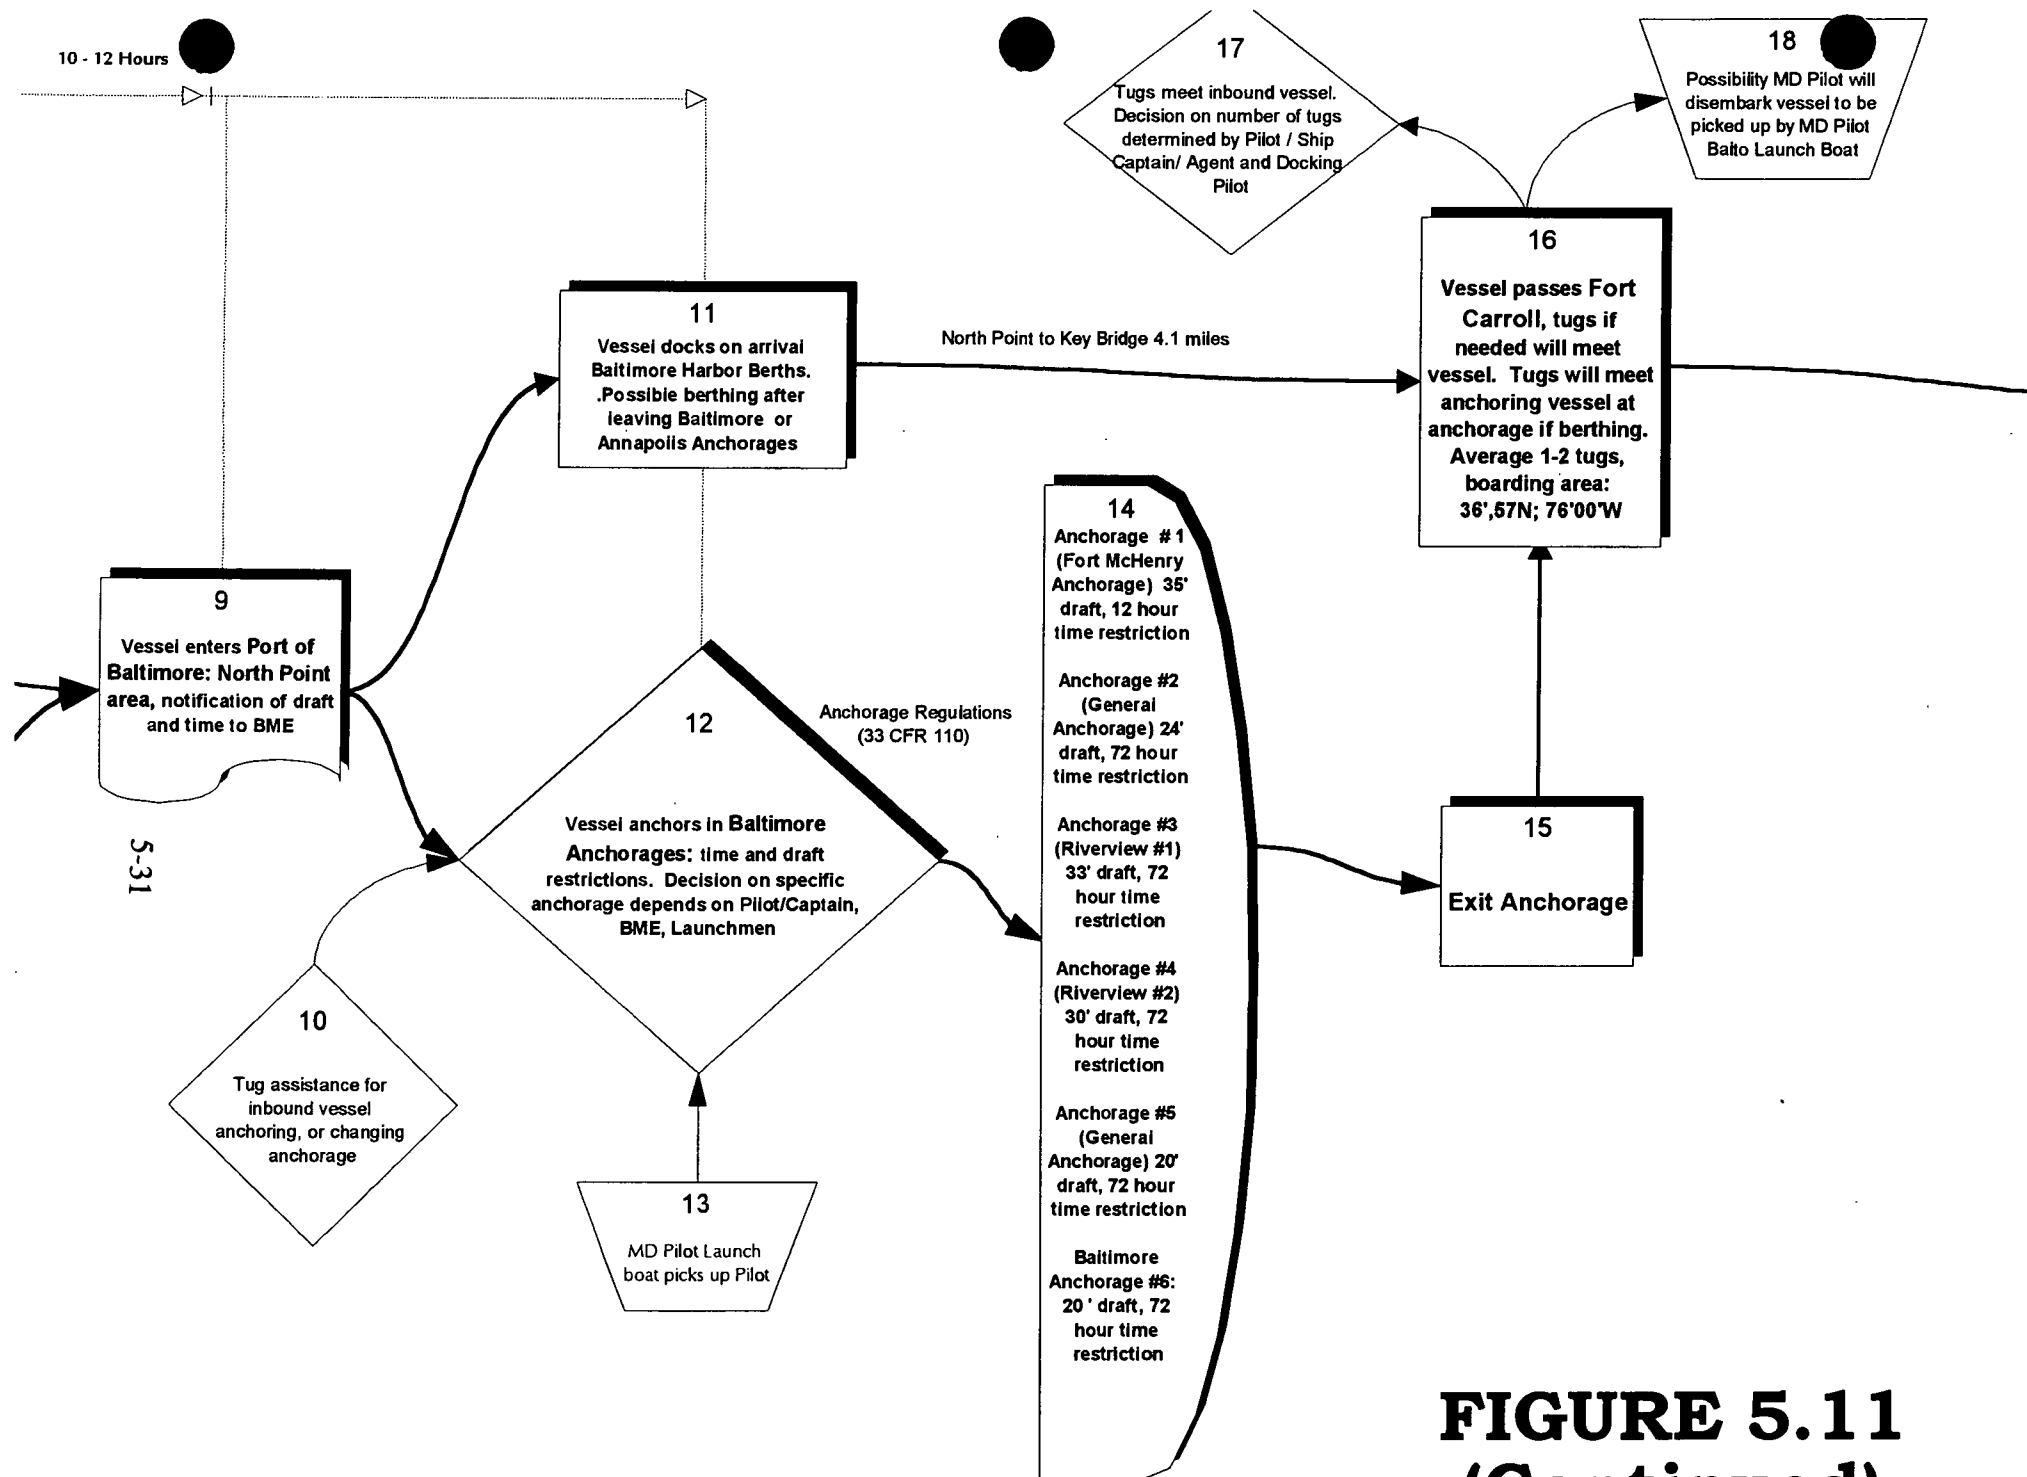 10 - 12 Hours
17
Tugs meet inbound vessel.
Decision on number of tugs
determined by Pilot / Ship
Captain/ Agent and Docking
Pilot
18
Possibility MD Pilot will
disembark vessel to be
picked up by MD Pilot
Balto Launch Boat
16
Vessel passes Fort
Carroll, tugs if
needed will meet
vessel. Tugs will meet
anchoring vessel at
anchorage if berthing.
Average 1-2 tugs,
boarding area:
36',57N; 76'00'W
11
Vessel docks on arrival
Baltimore Harbor Berths.
.Possible berthing after
leaving Baltimore or
Annapolis Anchorages
North Point to Key Bridge 4.1 miles
9
Vessel enters Port of
Baltimore: North Point
area, notification of draft
and time to BME
12
Vessel anchors in Baltimore
Anchorages: time and draft
restrictions. Decision on specific
anchorage depends on Pilot/Captain,
BME, Launchmen
Anchorage Regulations
(33 CFR 110)
14
Anchorage # 1
(Fort McHenry
Anchorage) 35'
draft, 12 hour
time restriction
Anchorage #2
(General
Anchorage) 24'
draft, 72 hour
time restriction
Anchorage #3
(Riverview #1)
33' draft, 72
hour time
restriction
Anchorage #4
(Riverview #2)
30' draft, 72
hour time
restriction
Anchorage #5
(General
Anchorage) 20'
draft, 72 hour
time restriction
Baltimore
Anchorage #6:
20 ' draft, 72
hour time
restriction
15
Exit Anchorage
5-31
10
Tug assistance for
inbound vessel
anchoring, or changing
anchorage
13
MD Pilot Launch
boat picks up Pilot
FIGURE 5.11
(Continued)